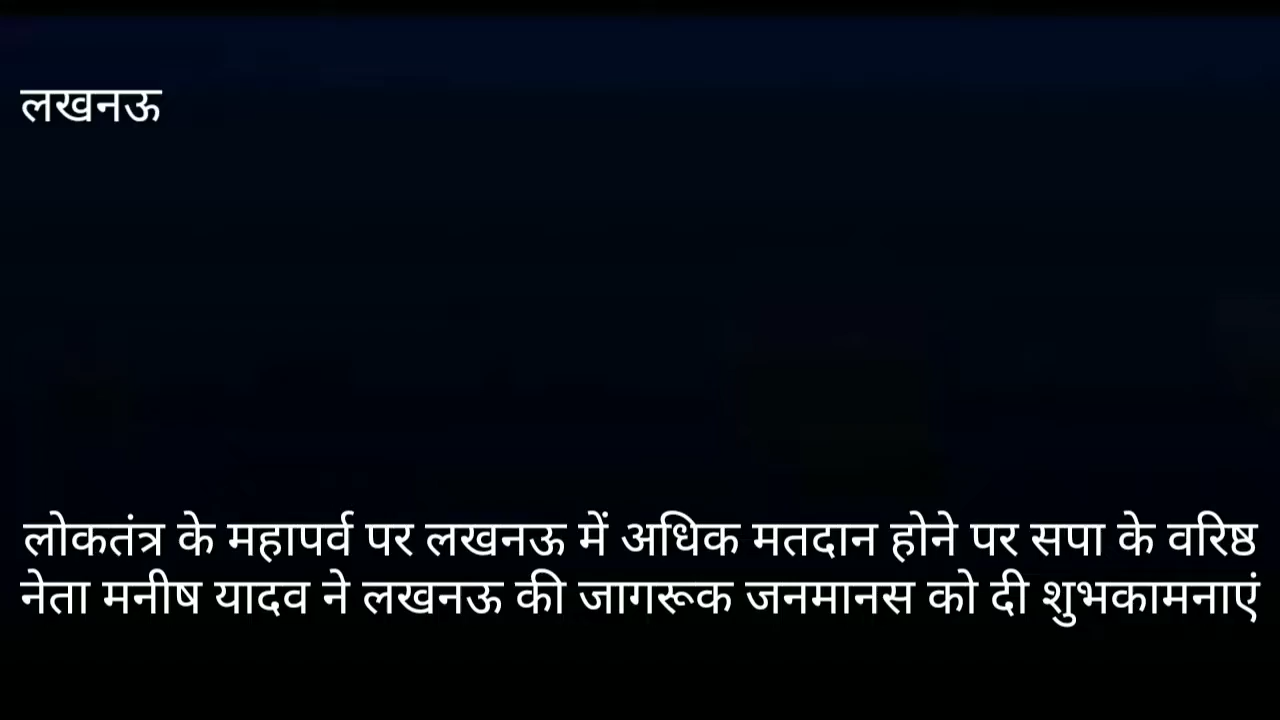 लखनऊ
लोकतंत्र के महापर्व पर लखनऊ में अधिक मतदान होने पर सपा के वरिष्ठ
नेता मनीष यादव ने लखनऊ की जागरूक जनमानस को दी शुभकामनाएं